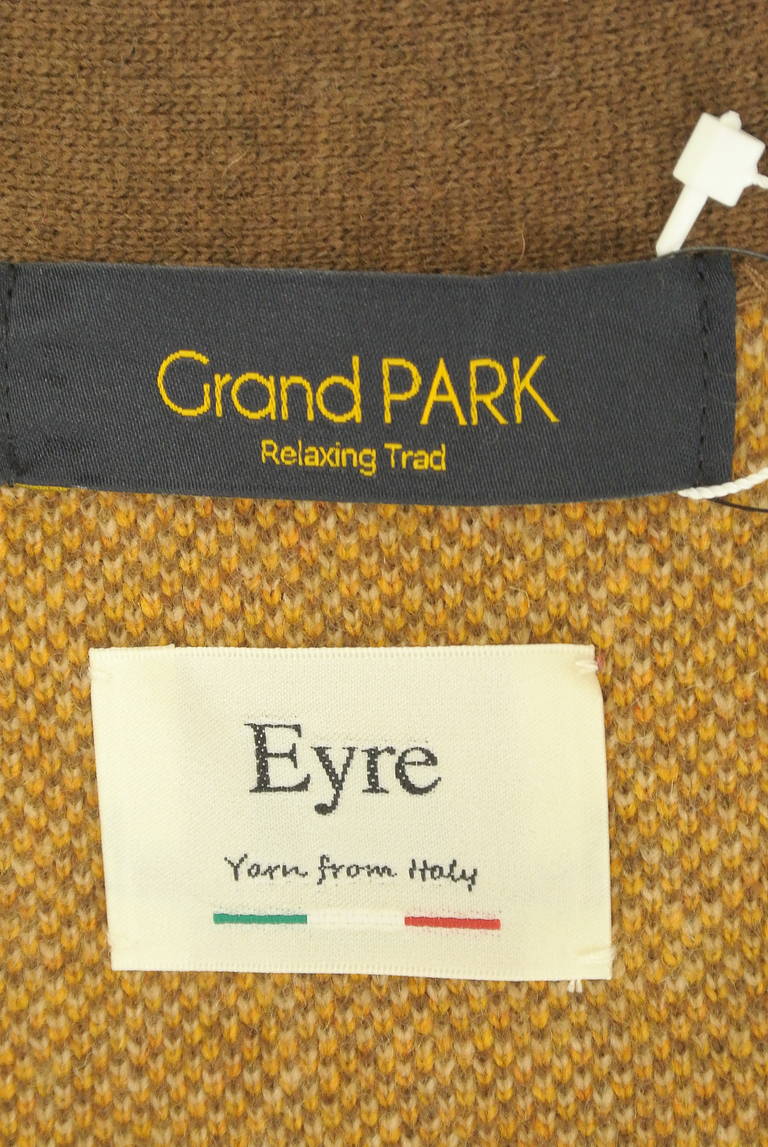 Grand PARK
Relaxing Trad
Eyre
Yarn from Italy